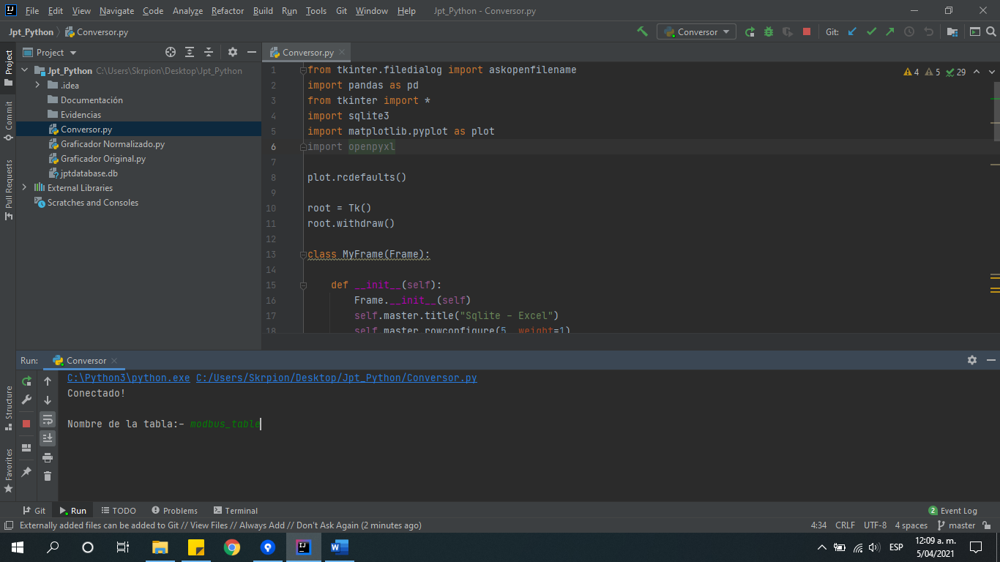 File Edit View Navigate Code Analyze Refactor Build Run Tools Git Window Help Jpt_Python - Conversor.py
Jpt_Python Conversor.py Conversor Git:
Project Conversor.py
Jpt_Python C:\Users\Skrpion\Desktop\Jpt_Python
.idea
Documentación
Evidencias
Conversor.py
Graficador Normalizado.py
Graficador Original.py
jptdatabase.db
External Libraries
Scratches and Consoles
Project
Commit
Pull Requests
Structure
Favorites
4 5 29
1 from tkinter.filedialog import askopenfilename
2 import pandas as pd
3 from tkinter import *
4 import sqlite3
5 import matplotlib.pyplot as plot
6 import openpyxl
7
8 plot.rcdefaults()
9
10 root = Tk()
11 root.withdraw()
12
13 class MyFrame(Frame):
14
15 def __init__(self):
16 Frame.__init__(self)
17 self.master.title("Sqlite - Excel")
18 self.master.rowconfigure(5, weight=1)
Run: Conversor
C:\Python3\python.exe C:/Users/Skrpion/Desktop/Jpt_Python/Conversor.py
Conectado!
Nombre de la tabla:- modbus_table
Git Run TODO Problems Terminal 2 Event Log
Externally added files can be added to Git // View Files // Always Add // Don't Ask Again (2 minutes ago) 4:34 CRLF UTF-8 4 spaces master
ESP 12:09 a. m.
5/04/2021